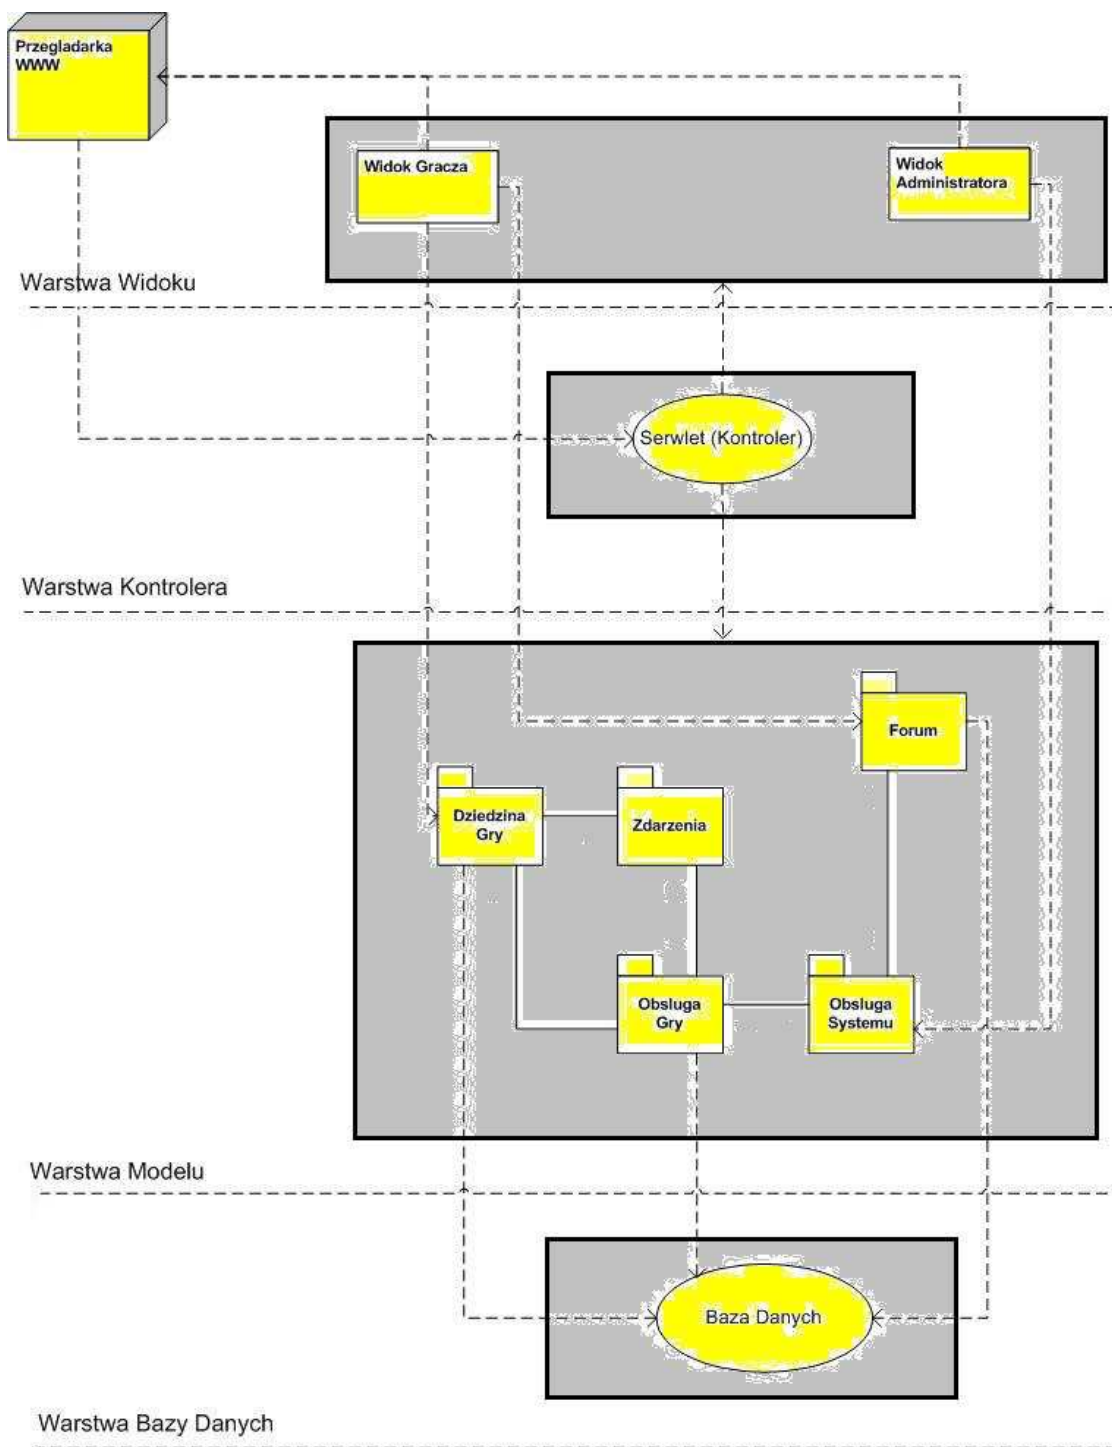 Przegladarka
WWW
Widok Gracza
Widok
Administratora
Warstwa Widoku
Serwlet (Kontroler)
Warstwa Kontrolera
Forum
Dziedzina
Gry
Zdarzenia
Obsluga
Gry
Obsluga
Systemu
Warstwa Modelu
Baza Danych
Warstwa Bazy Danych